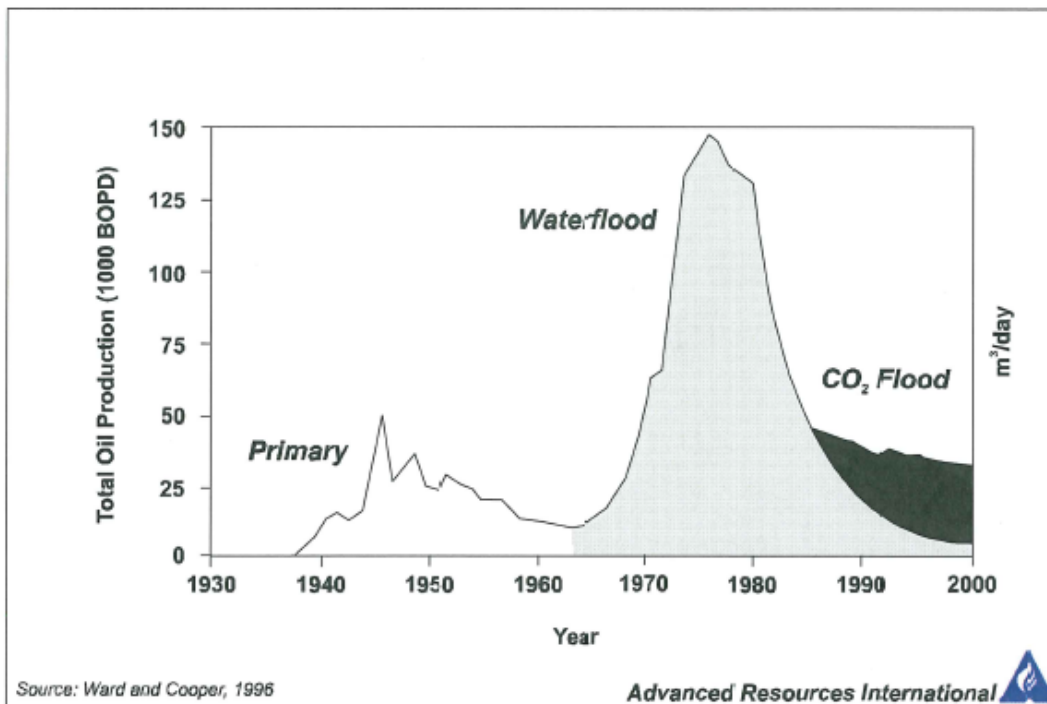 150
125
100
75
50
25
0
Total Oil Production (1000 BOPD)
Primary
Waterflood
CO₂ Flood
m³/day
1930 1940 1950 1960 1970 1980 1990 2000
Year
Source: Ward and Cooper, 1996
Advanced Resources International